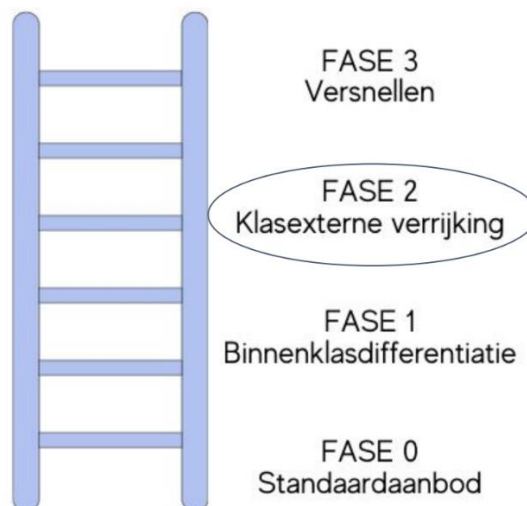 FASE 3
Versnellen
FASE 2
Klasexterne verrijking
FASE 1
Binnenklasdifferentiatie
FASE 0
Standaardaanbod